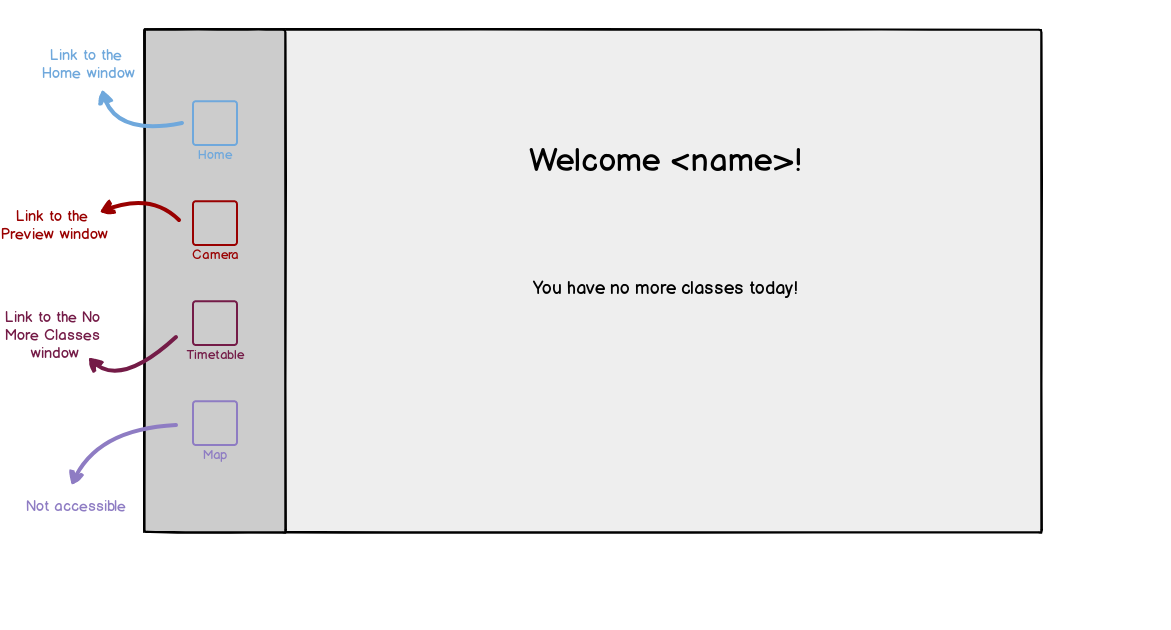 Link to the
Home window
Home
Welcome <name>!
Link to the
Preview window
Camera
You have no more classes today!
Link to the No
More Classes
window
Timetable
Map
Not accessible